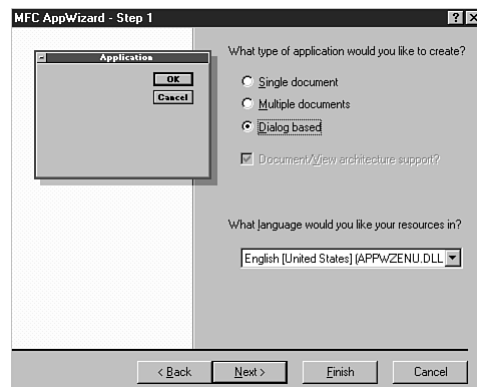 MFC AppWizard - Step 1
Application
OK
Cancel
What type of application would you like to create?
Single document
Multiple documents
Dialog based
Document/View architecture support?
What language would you like your resources in?
English [United States] (APPWZENU.DLL
< Back
Next >
Finish
Cancel